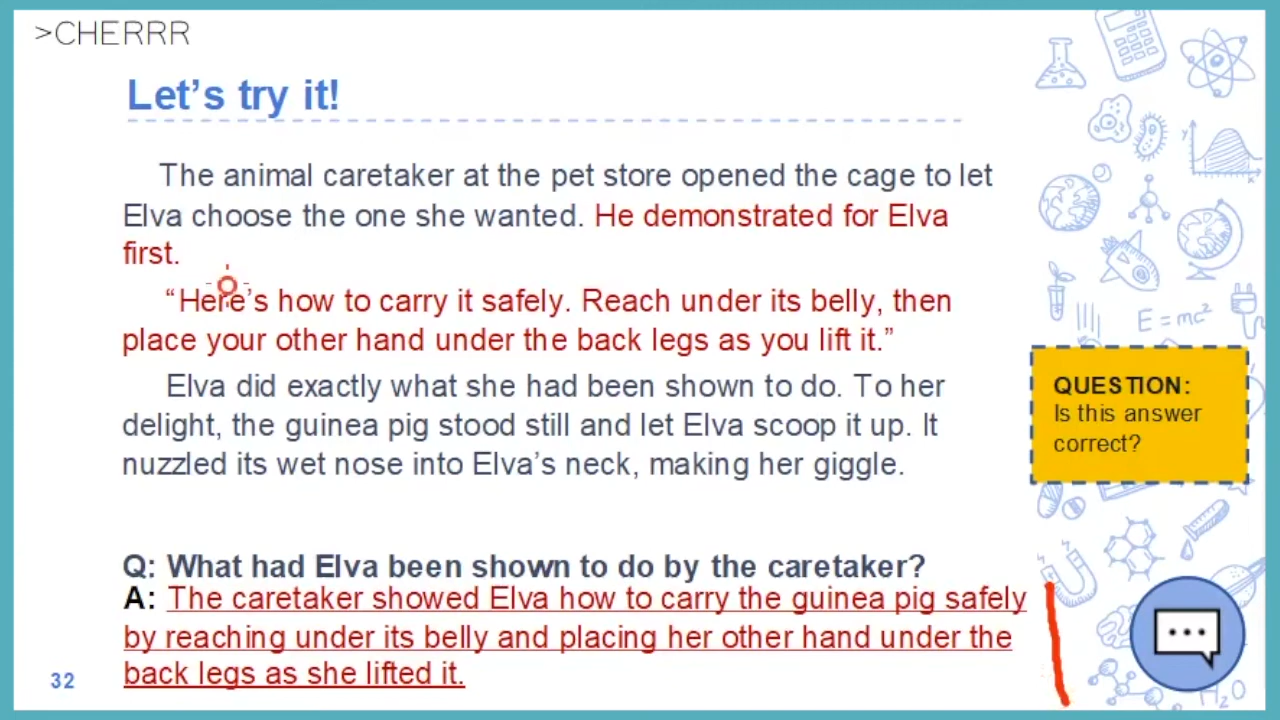 >CHERRR
Let's try it!
The animal caretaker at the pet store opened the cage to let
Elva choose the one she wanted. He demonstrated for Elva
first.
“Here’s how to carry it safely. Reach under its belly, then
place your other hand under the back legs as you lift it.”
Elva did exactly what she had been shown to do. To her
delight, the guinea pig stood still and let Elva scoop it up. It
nuzzled its wet nose into Elva’s neck, making her giggle.
Q: What had Elva been shown to do by the caretaker?
A: The caretaker showed Elva how to carry the guinea pig safely
by reaching under its belly and placing her other hand under the
back legs as she lifted it.
QUESTION:
Is this answer
correct?
32
y
x
E=mc²
H₂O